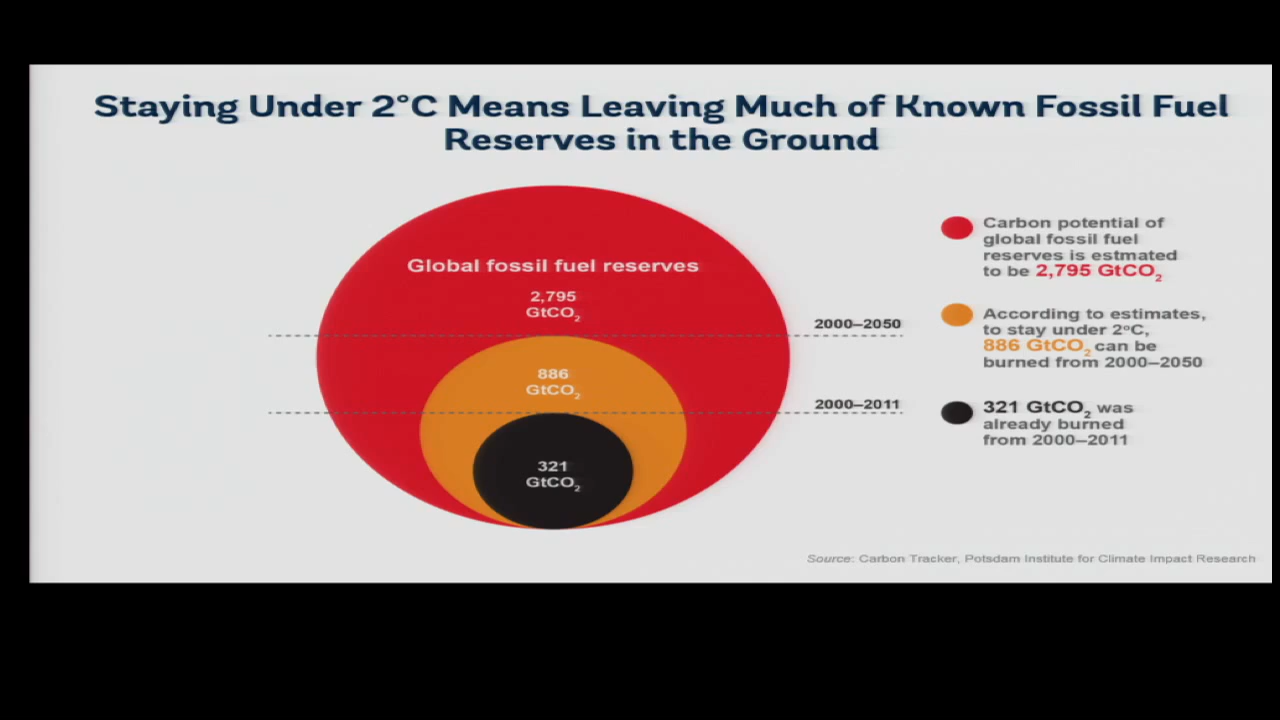 Staying Under 2°C Means Leaving Much of Known Fossil Fuel
Reserves in the Ground
Global fossil fuel reserves
2,795
GtCO₂
2000–2050
886
GtCO₂
2000–2011
321
GtCO₂
Carbon potential of
global fossil fuel
reserves is estmated
to be 2,795 GtCO₂
According to estimates,
to stay under 2°C,
886 GtCO₂ can be
burned from 2000–2050
321 GtCO₂ was
already burned
from 2000–2011
Source: Carbon Tracker, Potsdam Institute for Climate Impact Research